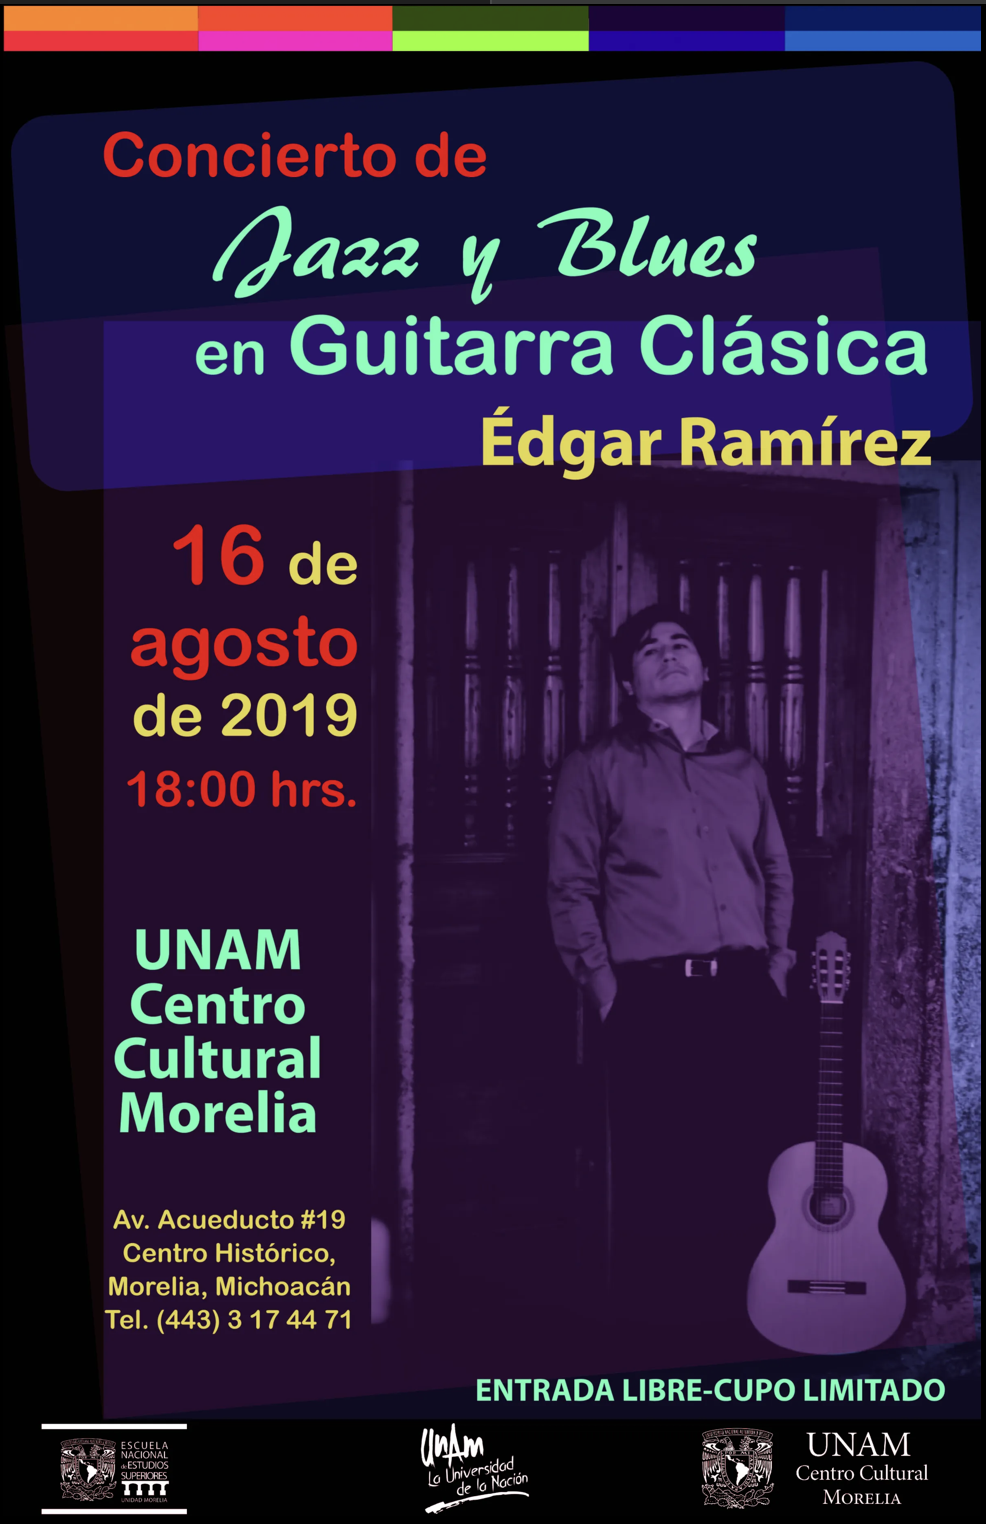 Concierto de
Jazz y Blues
en Guitarra Clásica
Édgar Ramírez
16 de
agosto
de 2019
18:00 hrs.
UNAM
Centro
Cultural
Morelia
Av. Acueducto #19
Centro Histórico,
Morelia, Michoacán
Tel. (443) 3 17 44 71
ENTRADA LIBRE-CUPO LIMITADO
ESCUELA
NACIONAL
de ESTUDIOS
SUPERIORES
UNIDAD MORELIA
UnAm
La Universidad
de la Nación
UNAM
Centro Cultural
MORELIA